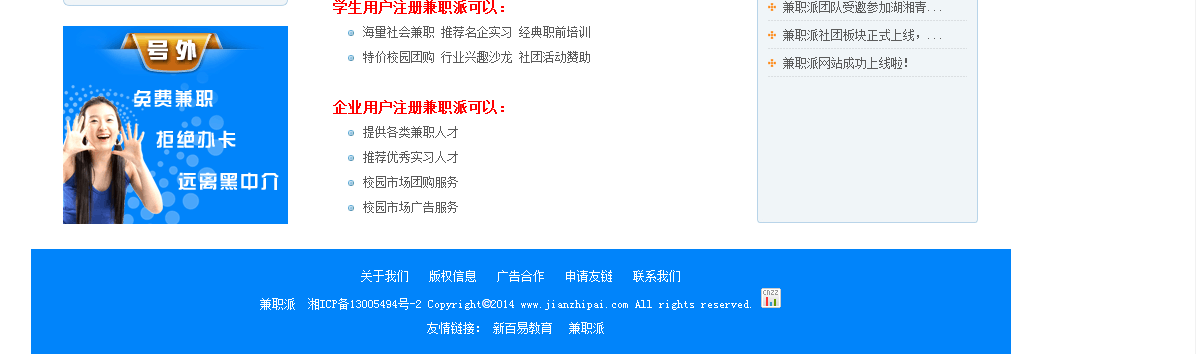 学生用户注册兼职派可以：
海量社会兼职 推荐名企实习 经典职前培训
特价校园团购 行业兴趣沙龙 社团活动赞助
企业用户注册兼职派可以：
提供各类兼职人才
推荐优秀实习人才
校园市场团购服务
校园市场广告服务
号外
免费兼职
拒绝办卡
远离黑中介
兼职派团队受邀参加湖湘青...
兼职派社团板块正式上线，...
兼职派网站成功上线啦!
关于我们 版权信息 广告合作 申请友链 联系我们
兼职派 湘ICP备13005494号-2 Copyright©2014 www.jianzhipai.com All rights reserved.
CNZZ
友情链接： 新百易教育 兼职派